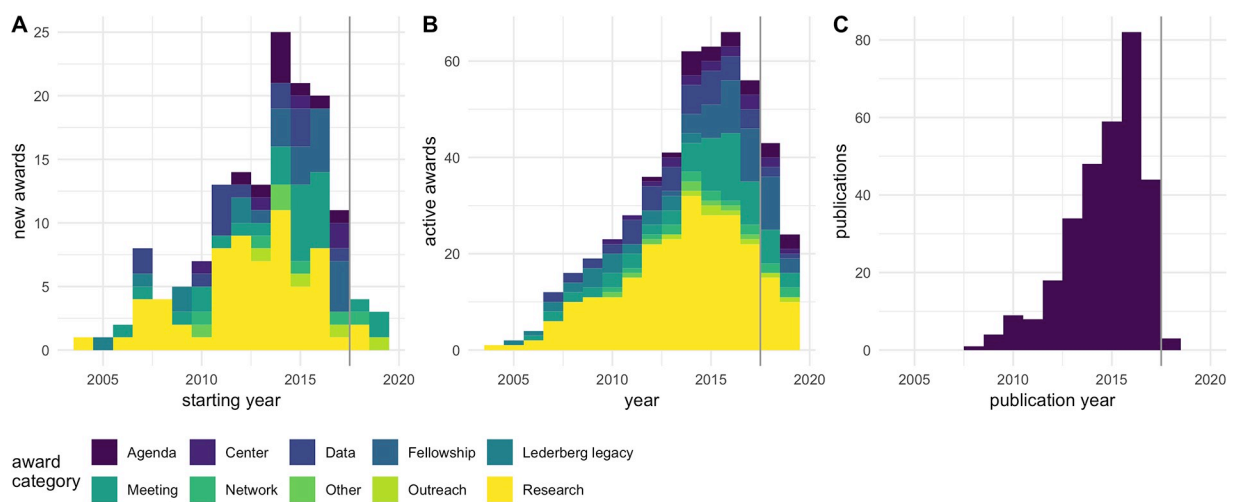 A
B
C
25
20
15
10
5
0
new awards
2005
2010
2015
2020
starting year
60
40
20
0
active awards
2005
2010
2015
2020
year
80
60
40
20
0
publications
2005
2010
2015
2020
publication year
award
category
Agenda
Center
Data
Fellowship
Lederberg legacy
Meeting
Network
Other
Outreach
Research